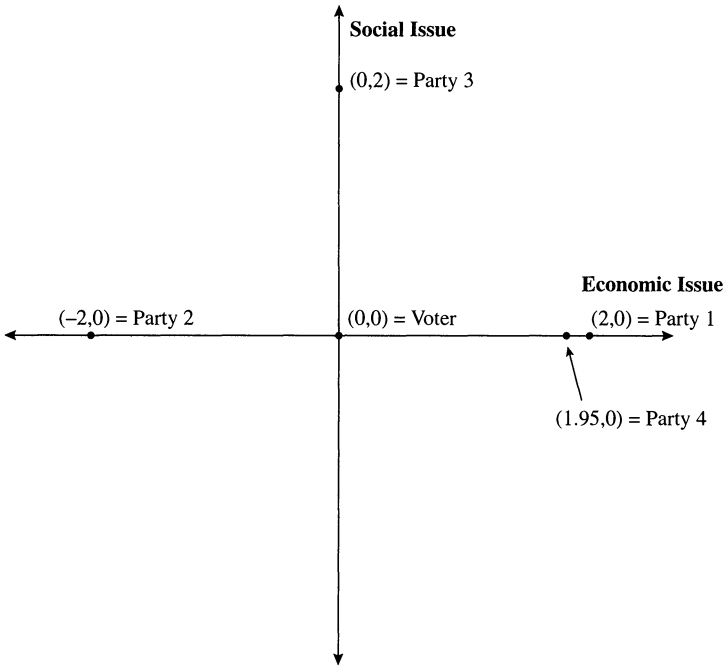 Social Issue
(0,2) = Party 3
Economic Issue
(–2,0) = Party 2
(0,0) = Voter
(2,0) = Party 1
(1.95,0) = Party 4